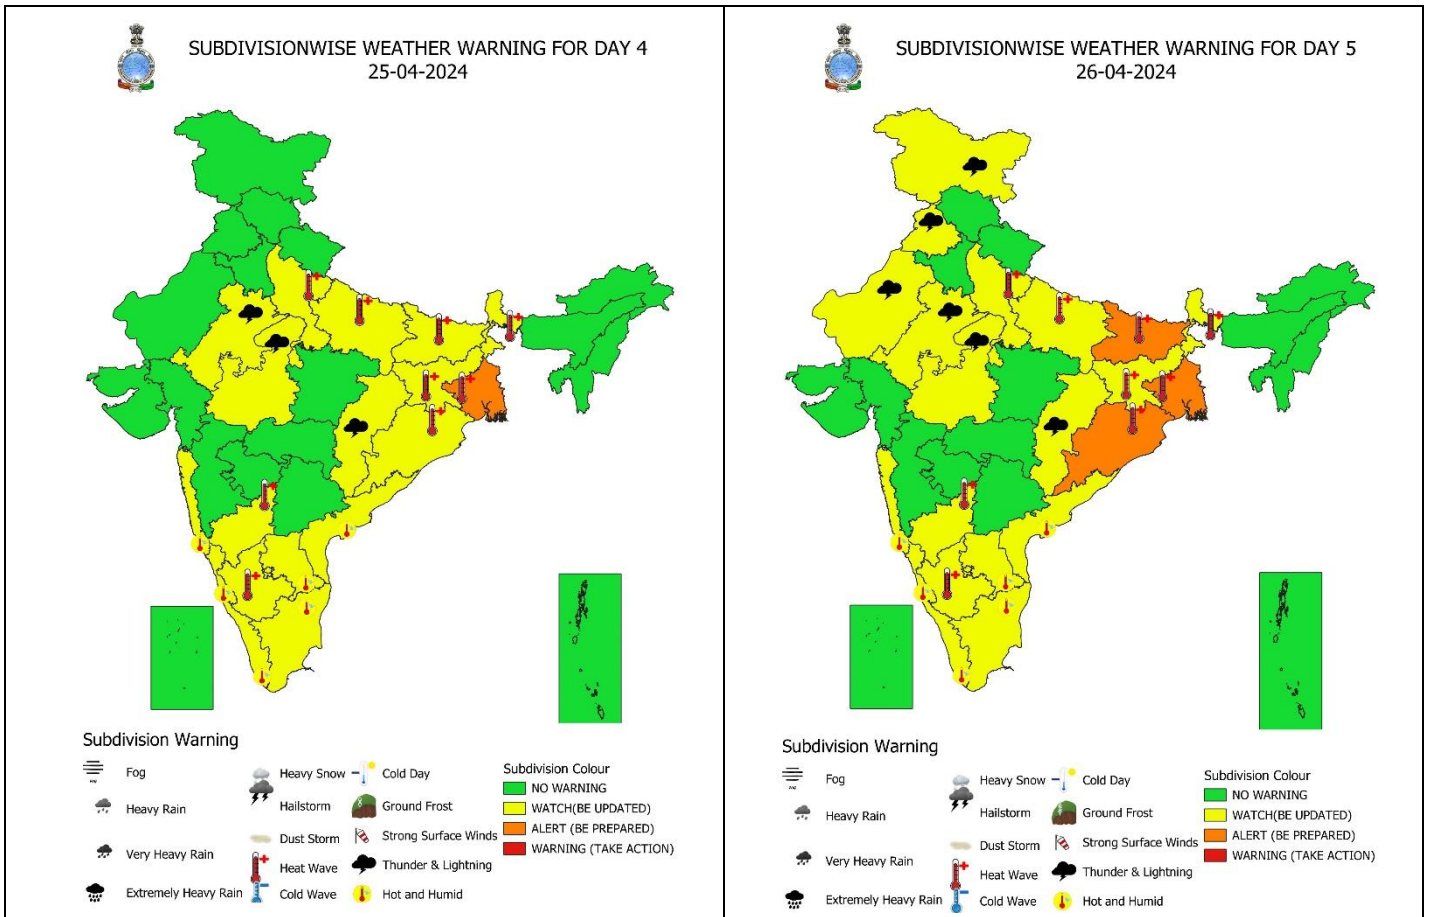 SUBDIVISIONWISE WEATHER WARNING FOR DAY 4
25-04-2024
Subdivision Warning
Fog
Heavy Rain
Very Heavy Rain
Extremely Heavy Rain
Heavy Snow
Hailstorm
Dust Storm
Heat Wave
Cold Wave
Cold Day
Ground Frost
Strong Surface Winds
Thunder & Lightning
Hot and Humid
Subdivision Colour
NO WARNING
WATCH(BE UPDATED)
ALERT (BE PREPARED)
WARNING (TAKE ACTION)
SUBDIVISIONWISE WEATHER WARNING FOR DAY 5
26-04-2024
Subdivision Warning
Fog
Heavy Rain
Very Heavy Rain
Extremely Heavy Rain
Heavy Snow
Hailstorm
Dust Storm
Heat Wave
Cold Wave
Cold Day
Ground Frost
Strong Surface Winds
Thunder & Lightning
Hot and Humid
Subdivision Colour
NO WARNING
WATCH(BE UPDATED)
ALERT (BE PREPARED)
WARNING (TAKE ACTION)